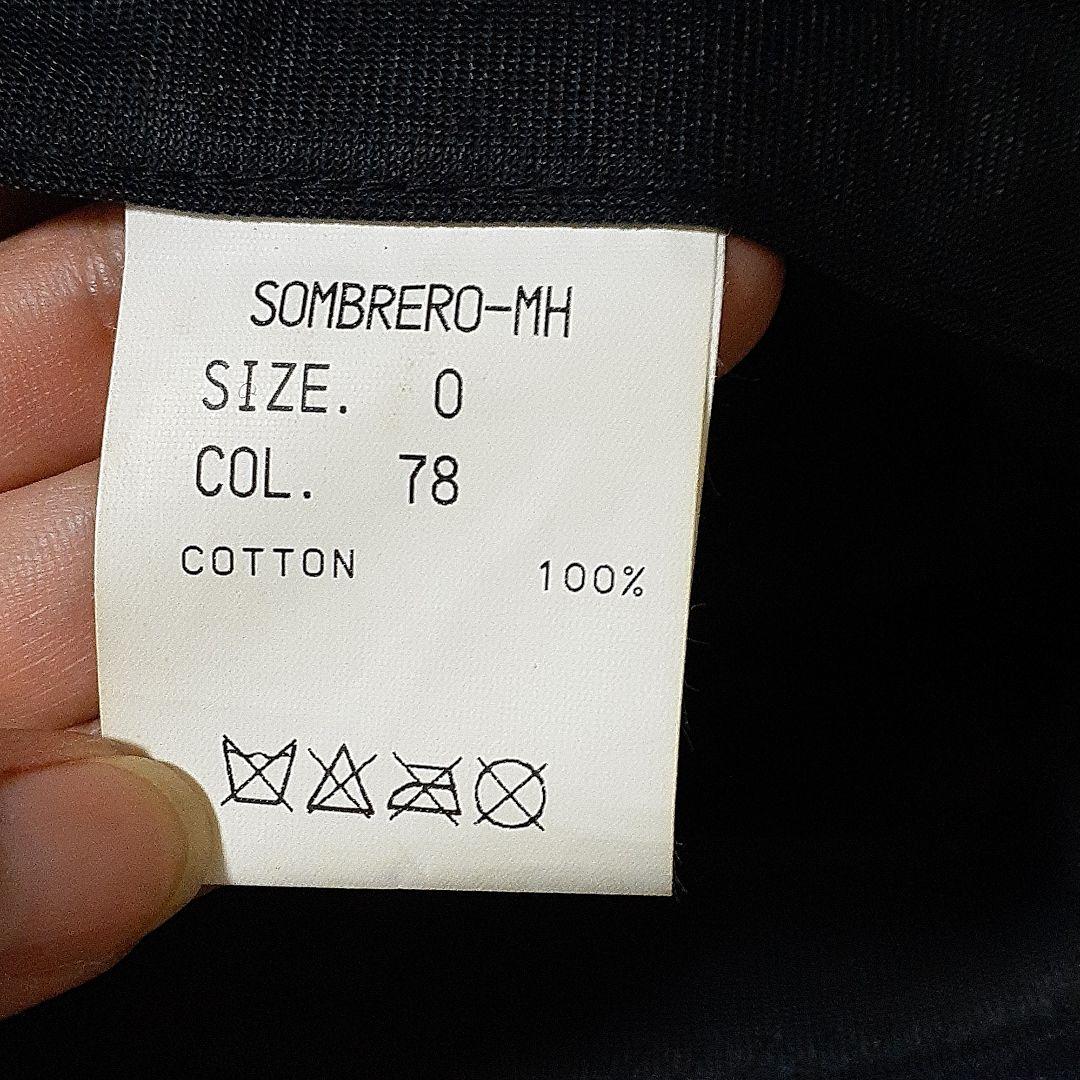 SOMBRERO-MH
SIZE. 0
COL. 78
COTTON 100%